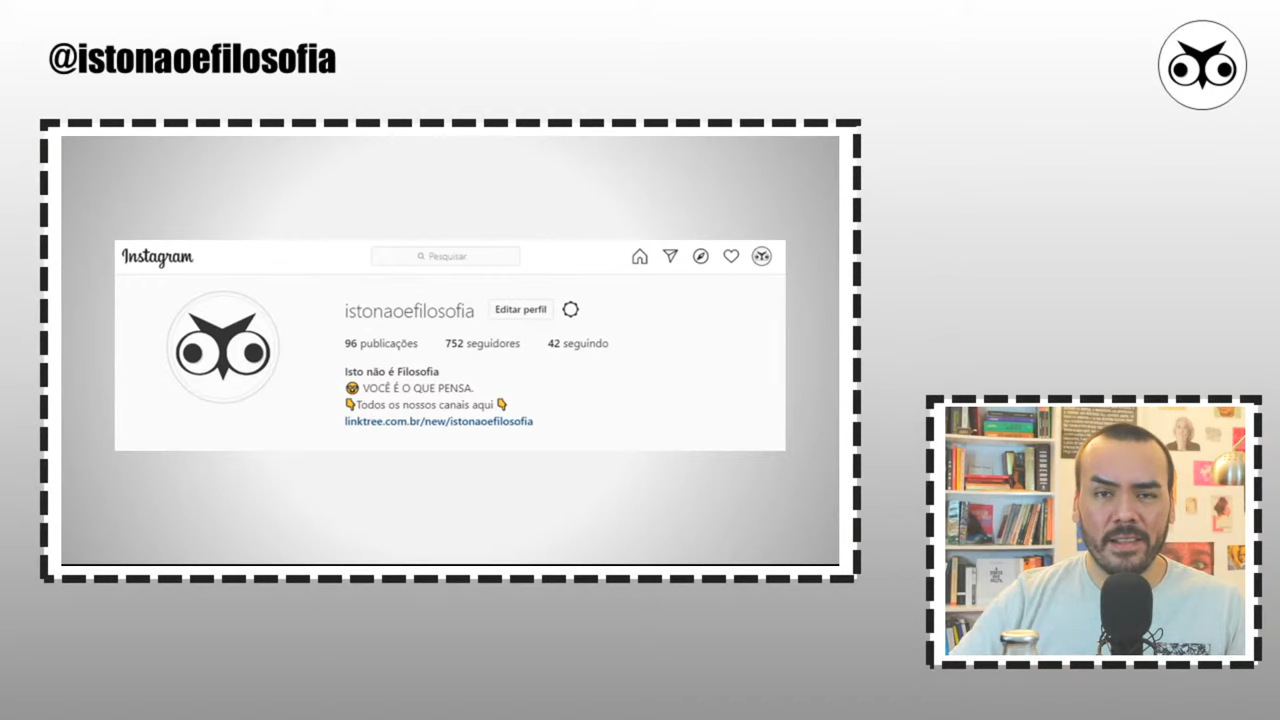 @istonaoefilosofia
Instagram
Pesquisar
istonaoefilosofia Editar perfil
96 publicações 752 seguidores 42 seguindo
Isto não é Filosofia
VOCÊ É O QUE PENSA.
Todos os nossos canais aqui
linktree.com.br/new/istonaoefilosofia